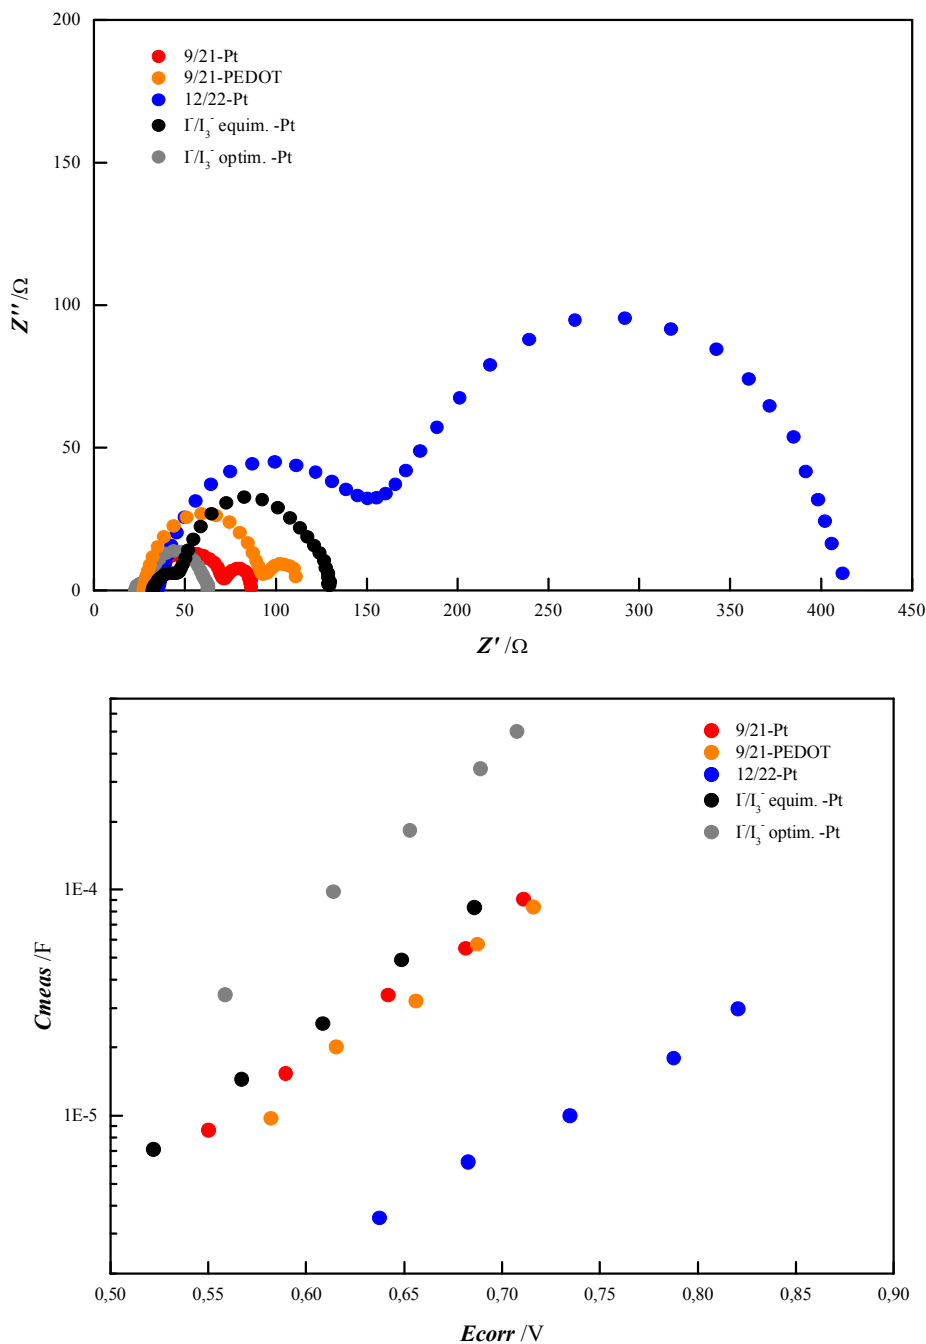 200
9/21-Pt
9/21-PEDOT
12/22-Pt
I⁻/I₃⁻ equim. -Pt
I⁻/I₃⁻ optim. -Pt
150
100
50
0
Z'' /Ω
0 50 100 150 200 250 300 350 400 450
Z' /Ω
9/21-Pt
9/21-PEDOT
12/22-Pt
I⁻/I₃⁻ equim. -Pt
I⁻/I₃⁻ optim. -Pt
1E-4
1E-5
Cmeas /F
0,50 0,55 0,60 0,65 0,70 0,75 0,80 0,85 0,90
Ecorr /V